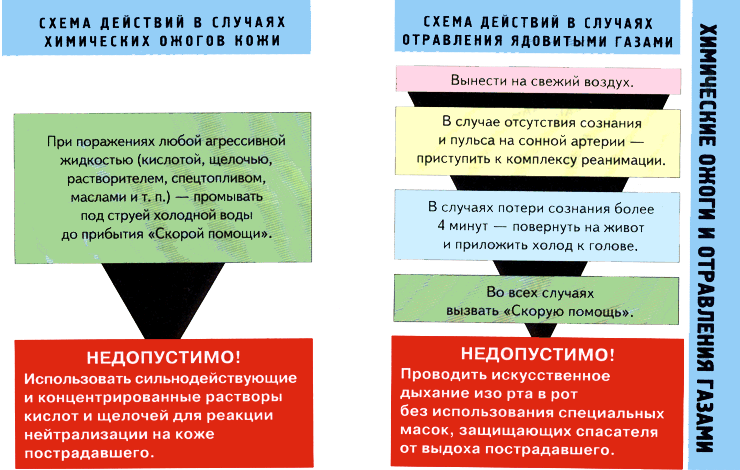 СХЕМА ДЕЙСТВИЙ В СЛУЧАЯХ
ХИМИЧЕСКИХ ОЖОГОВ КОЖИ
При поражениях любой агрессивной
жидкостью (кислотой, щелочью,
растворителем, спецтопливом,
маслами и т. п.) — промывать
под струей холодной воды
до прибытия «Скорой помощи».
НЕДОПУСТИМО!
Использовать сильнодействующие
и концентрированные растворы
кислот и щелочей для реакции
нейтрализации на коже
пострадавшего.
СХЕМА ДЕЙСТВИЙ В СЛУЧАЯХ
ОТРАВЛЕНИЯ ЯДОВИТЫМИ ГАЗАМИ
Вынести на свежий воздух.
В случае отсутствия сознания
и пульса на сонной артерии —
приступить к комплексу реанимации.
В случаях потери сознания более
4 минут — повернуть на живот
и приложить холод к голове.
Во всех случаях
вызвать «Скорую помощь».
НЕДОПУСТИМО!
Проводить искусственное
дыхание изо рта в рот
без использования специальных
масок, защищающих спасателя
от выдоха пострадавшего.
ХИМИЧЕСКИЕ ОЖОГИ И ОТРАВЛЕНИЯ ГАЗАМИ